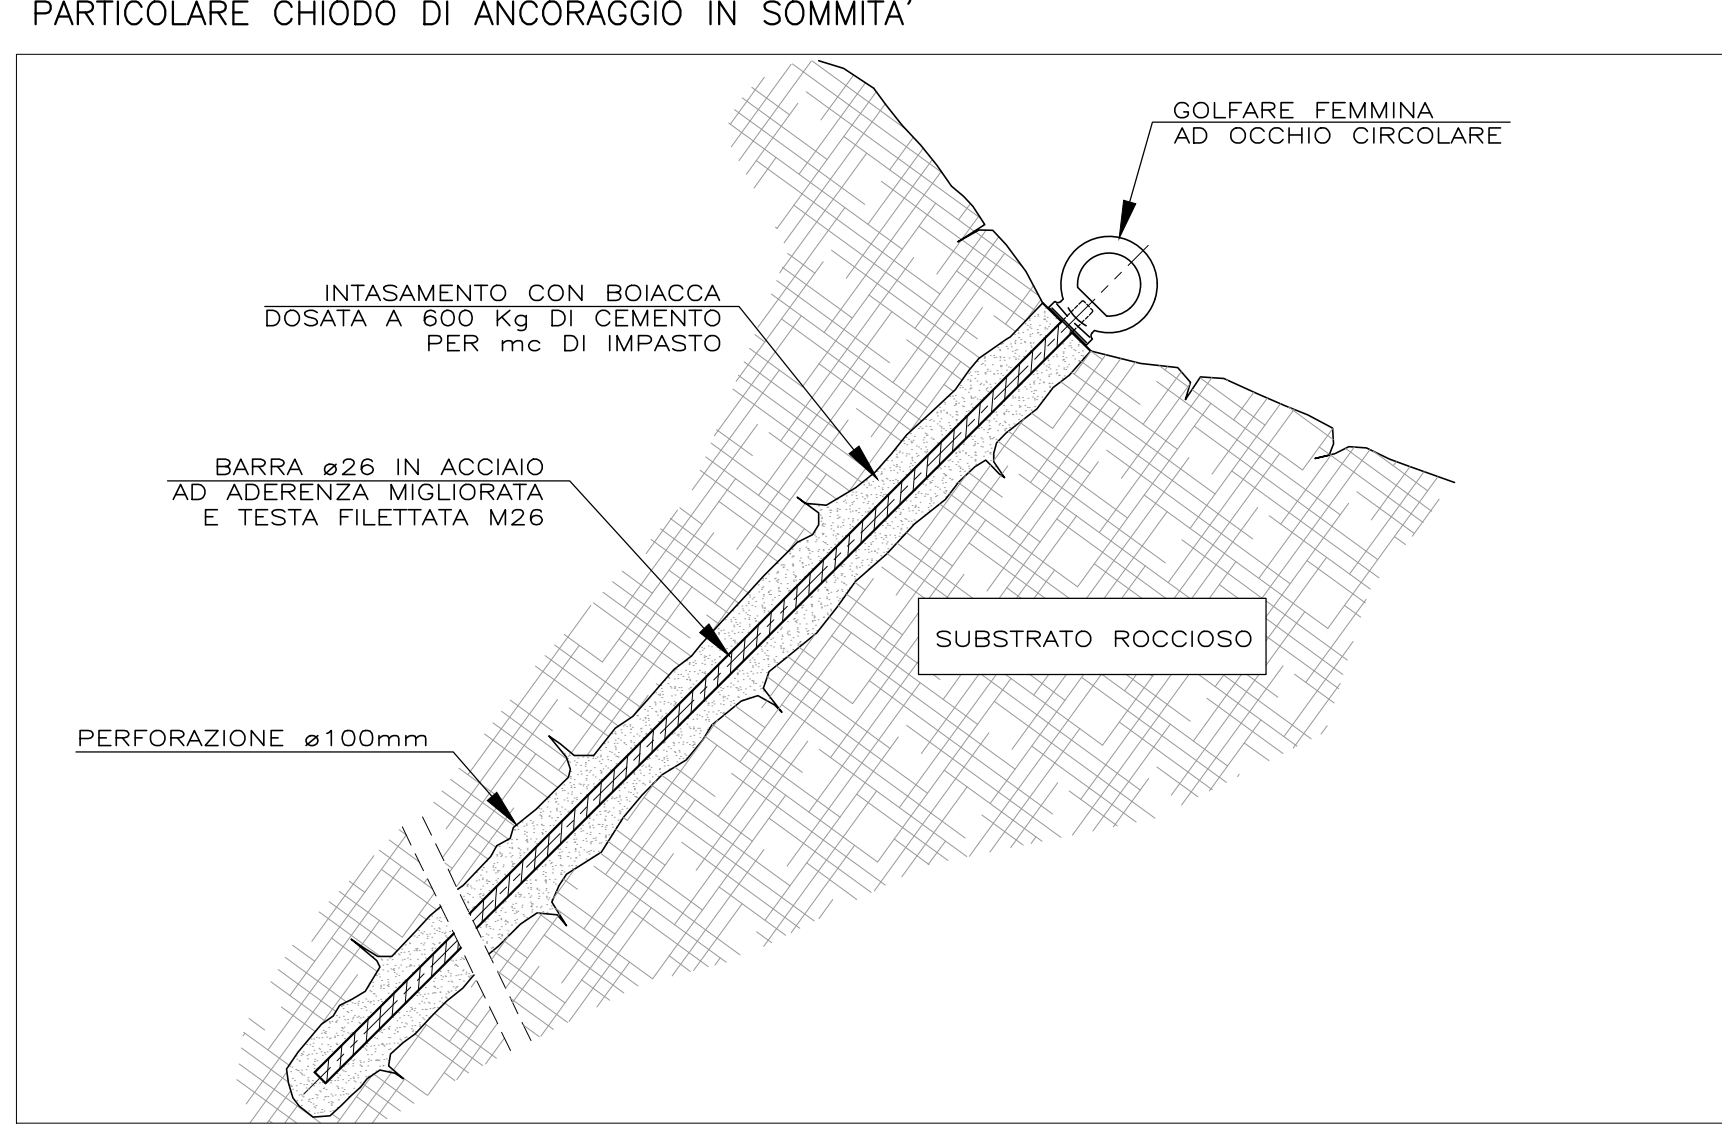 PARTICOLARE CHIODO DI ANCORAGGIO IN SOMMITA'
GOLFARE FEMMINA
AD OCCHIO CIRCOLARE
INTASAMENTO CON BOIACCA
DOSATA A 600 Kg DI CEMENTO
PER mc DI IMPASTO
BARRA ø26 IN ACCIAIO
AD ADERENZA MIGLIORATA
E TESTA FILETTATA M26
SUBSTRATO ROCCIOSO
PERFORAZIONE ø100mm